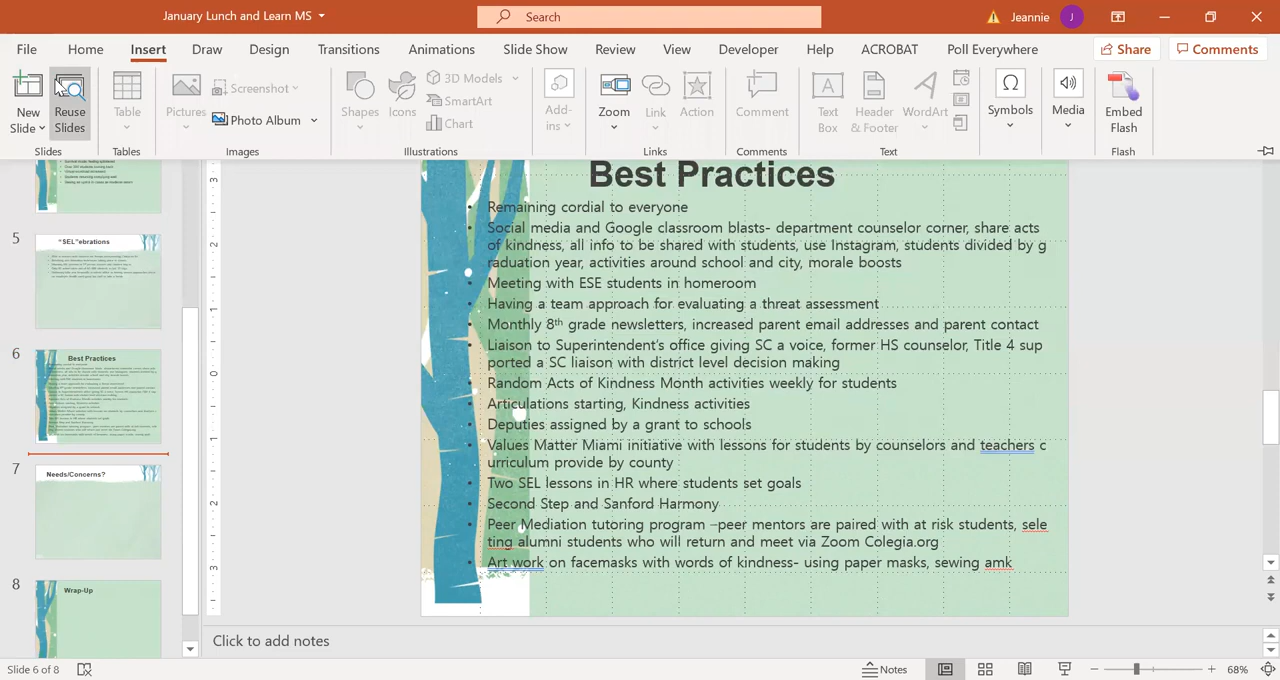 January Lunch and Learn MS
Search
Jeannie
J
File Home Insert Draw Design Transitions Animations Slide Show Review View Developer Help ACROBAT Poll Everywhere
Share
Comments
New Slide
Reuse Slides
Table
Pictures
Screenshot
Photo Album
Shapes
Icons
3D Models
SmartArt
Chart
Add-ins
Zoom
Link
Action
Comment
Text Box
Header & Footer
WordArt
Symbols
Media
Embed Flash
Slides Tables Images Illustrations Links Comments Text Flash
5
"SEL"ebrations
6
Best Practices
7
Needs/Concerns?
8
Wrap-Up
3
2
1
0
1
2
3
Best Practices
• Remaining cordial to everyone
• Social media and Google classroom blasts- department counselor corner, share acts
of kindness, all info to be shared with students, use Instagram, students divided by g
raduation year, activities around school and city, morale boosts
• Meeting with ESE students in homeroom
• Having a team approach for evaluating a threat assessment
• Monthly 8th grade newsletters, increased parent email addresses and parent contact
• Liaison to Superintendent's office giving SC a voice, former HS counselor, Title 4 sup
ported a SC liaison with district level decision making
• Random Acts of Kindness Month activities weekly for students
• Articulations starting, Kindness activities
• Deputies assigned by a grant to schools
• Values Matter Miami initiative with lessons for students by counselors and teachers c
urriculum provide by county
• Two SEL lessons in HR where students set goals
• Second Step and Sanford Harmony
• Peer Mediation tutoring program –peer mentors are paired with at risk students, sele
ting alumni students who will return and meet via Zoom Colegia.org
• Art work on facemasks with words of kindness- using paper masks, sewing amk
Click to add notes
Slide 6 of 8
Notes
68%